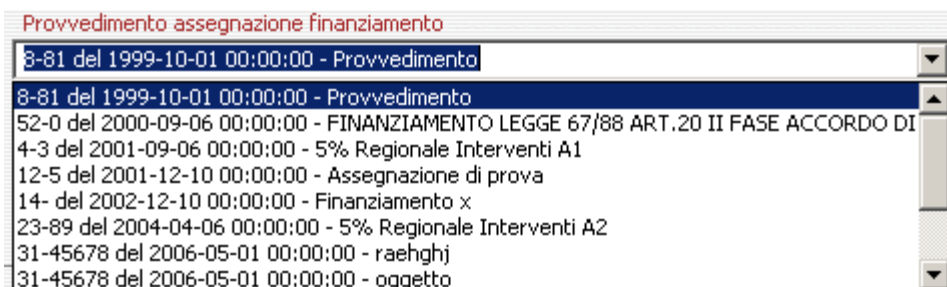 Provvedimento assegnazione finanziamento
8-81 del 1999-10-01 00:00:00 - Provvedimento
8-81 del 1999-10-01 00:00:00 - Provvedimento
52-0 del 2000-09-06 00:00:00 - FINANZIAMENTO LEGGE 67/88 ART.20 II FASE ACCORDO DI
4-3 del 2001-09-06 00:00:00 - 5% Regionale Interventi A1
12-5 del 2001-12-10 00:00:00 - Assegnazione di prova
14- del 2002-12-10 00:00:00 - Finanziamento x
23-89 del 2004-04-06 00:00:00 - 5% Regionale Interventi A2
31-45678 del 2006-05-01 00:00:00 - raehghj
31-45678 del 2006-05-01 00:00:00 - oggetto